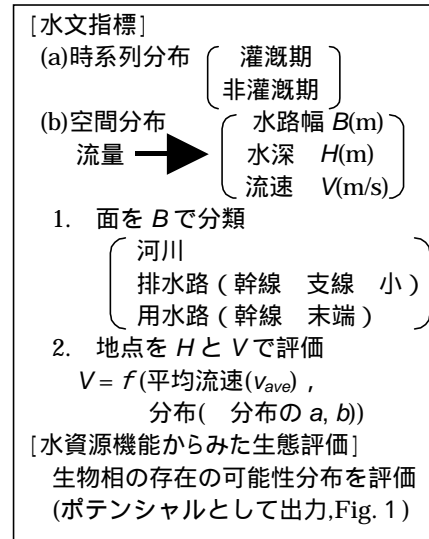 [水文指標]
(a)時系列分布 灌漑期
非灌漑期
(b)空間分布 水路幅 B(m)
流量 水深 H(m)
流速 V(m/s)
1. 面を B で分類
河川
排水路(幹線 支線 小)
用水路(幹線 末端)
2. 地点を H と V で評価
V = f (平均流速(vave),
分布( 分布の a, b))
[水資源機能からみた生態評価]
生物相の存在の可能性分布を評価
(ポテンシャルとして出力,Fig. 1)